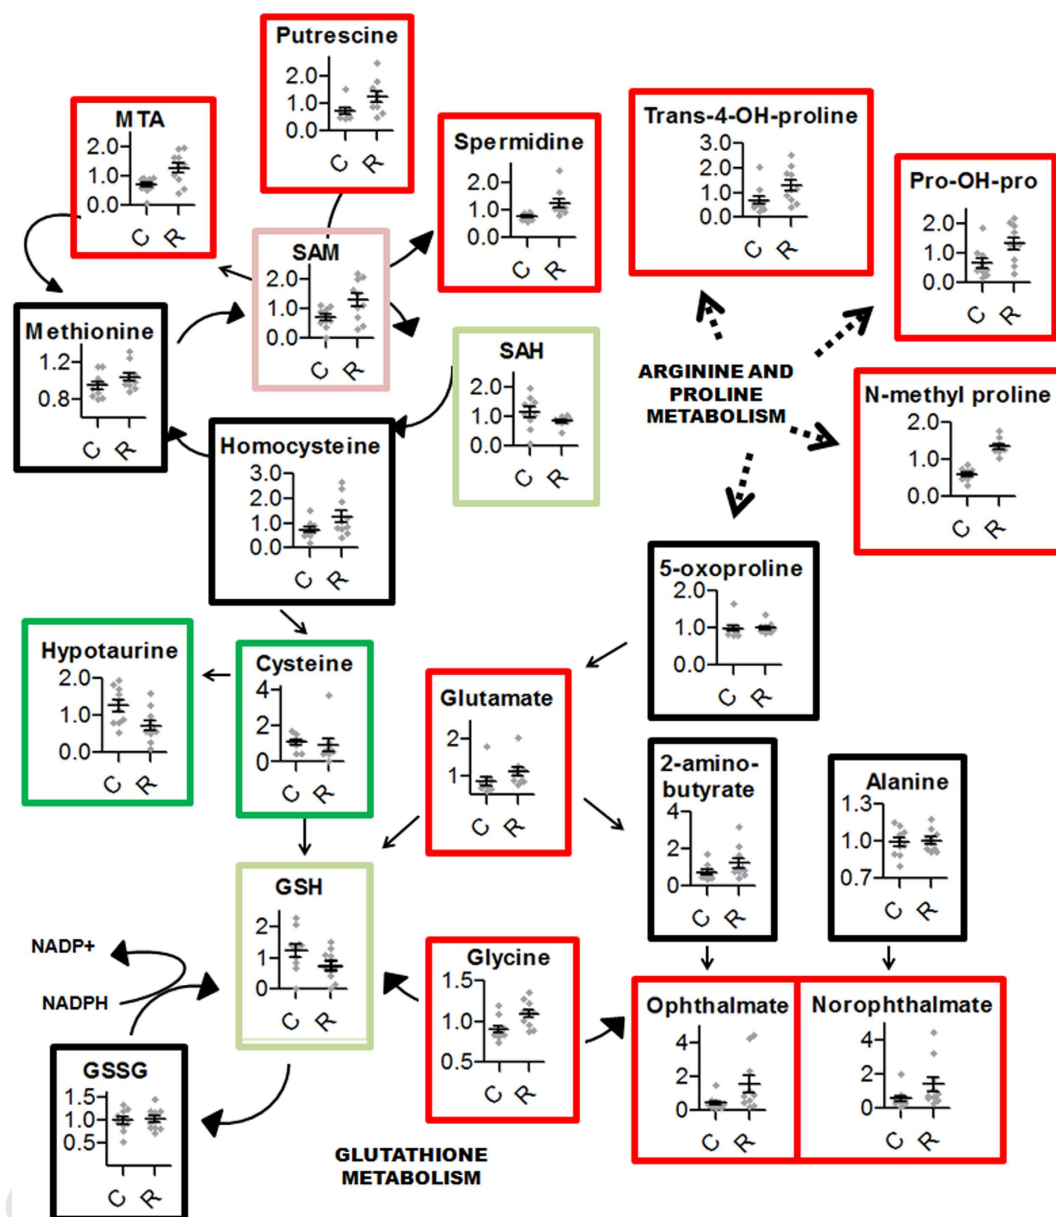 Putrescine
2.0
1.0
0.0
C
R
MTA
2.0
1.0
0.0
C
R
Spermidine
2.0
1.0
0.0
C
R
Trans-4-OH-proline
3.0
2.0
1.0
0.0
C
R
Pro-OH-pro
2.0
1.0
0.0
C
R
SAM
2.0
1.0
0.0
C
R
Methionine
1.2
0.8
C
R
SAH
2.0
1.0
0.0
C
R
ARGININE AND
PROLINE
METABOLISM
N-methyl proline
2.0
1.0
0.0
C
R
Homocysteine
3.0
2.0
1.0
0.0
C
R
5-oxoproline
2.0
1.0
0.0
C
R
Hypotaurine
2.0
1.0
0.0
C
R
Cysteine
4
2
0
C
R
Glutamate
2
1
C
R
2-amino-
butyrate
4
2
0
C
R
Alanine
1.3
1.0
0.7
C
R
GSH
2
1
0
C
R
NADP+
NADPH
Glycine
1.5
1.0
0.5
C
R
Ophthalmate
4
2
0
C
R
Norophthalmate
4
2
0
C
R
GSSG
1.5
1.0
0.5
C
R
GLUTATHIONE
METABOLISM